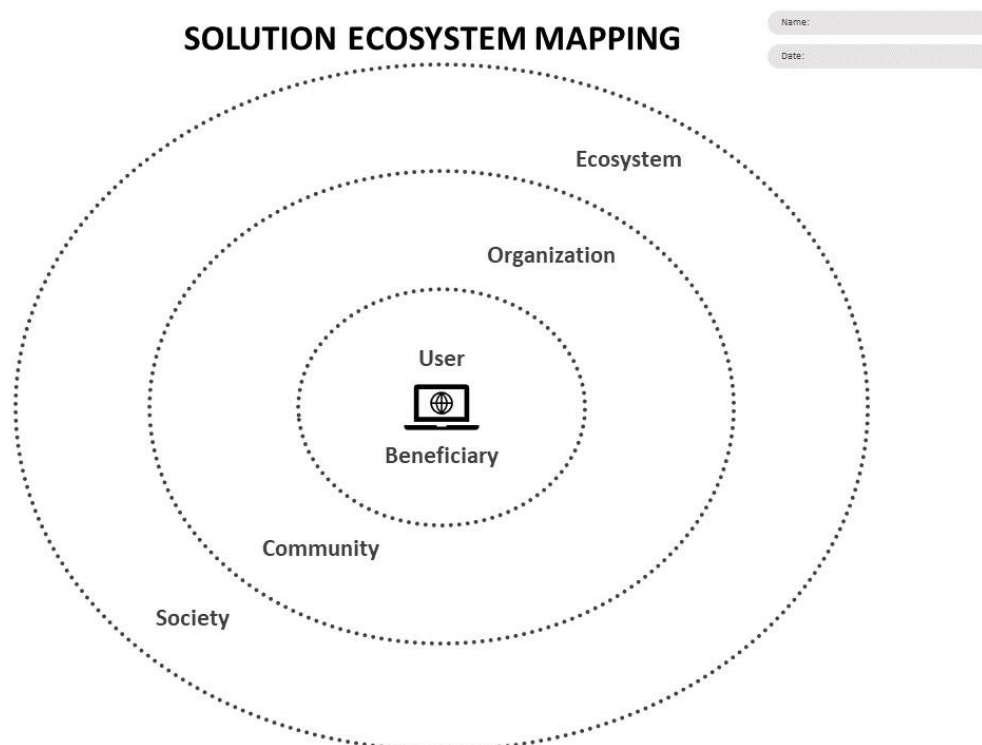 SOLUTION ECOSYSTEM MAPPING
Name:
Date:
Ecosystem
Organization
User
Beneficiary
Community
Society